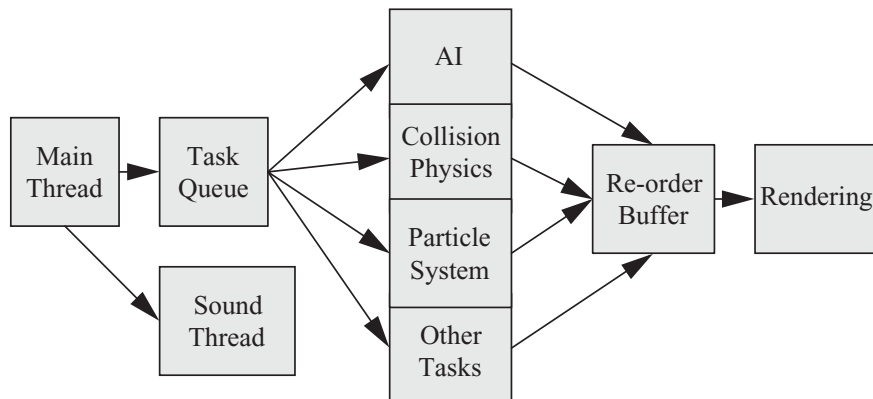 Main
Thread
Task
Queue
Sound
Thread
AI
Collision
Physics
Particle
System
Other
Tasks
Re-order
Buffer
Rendering